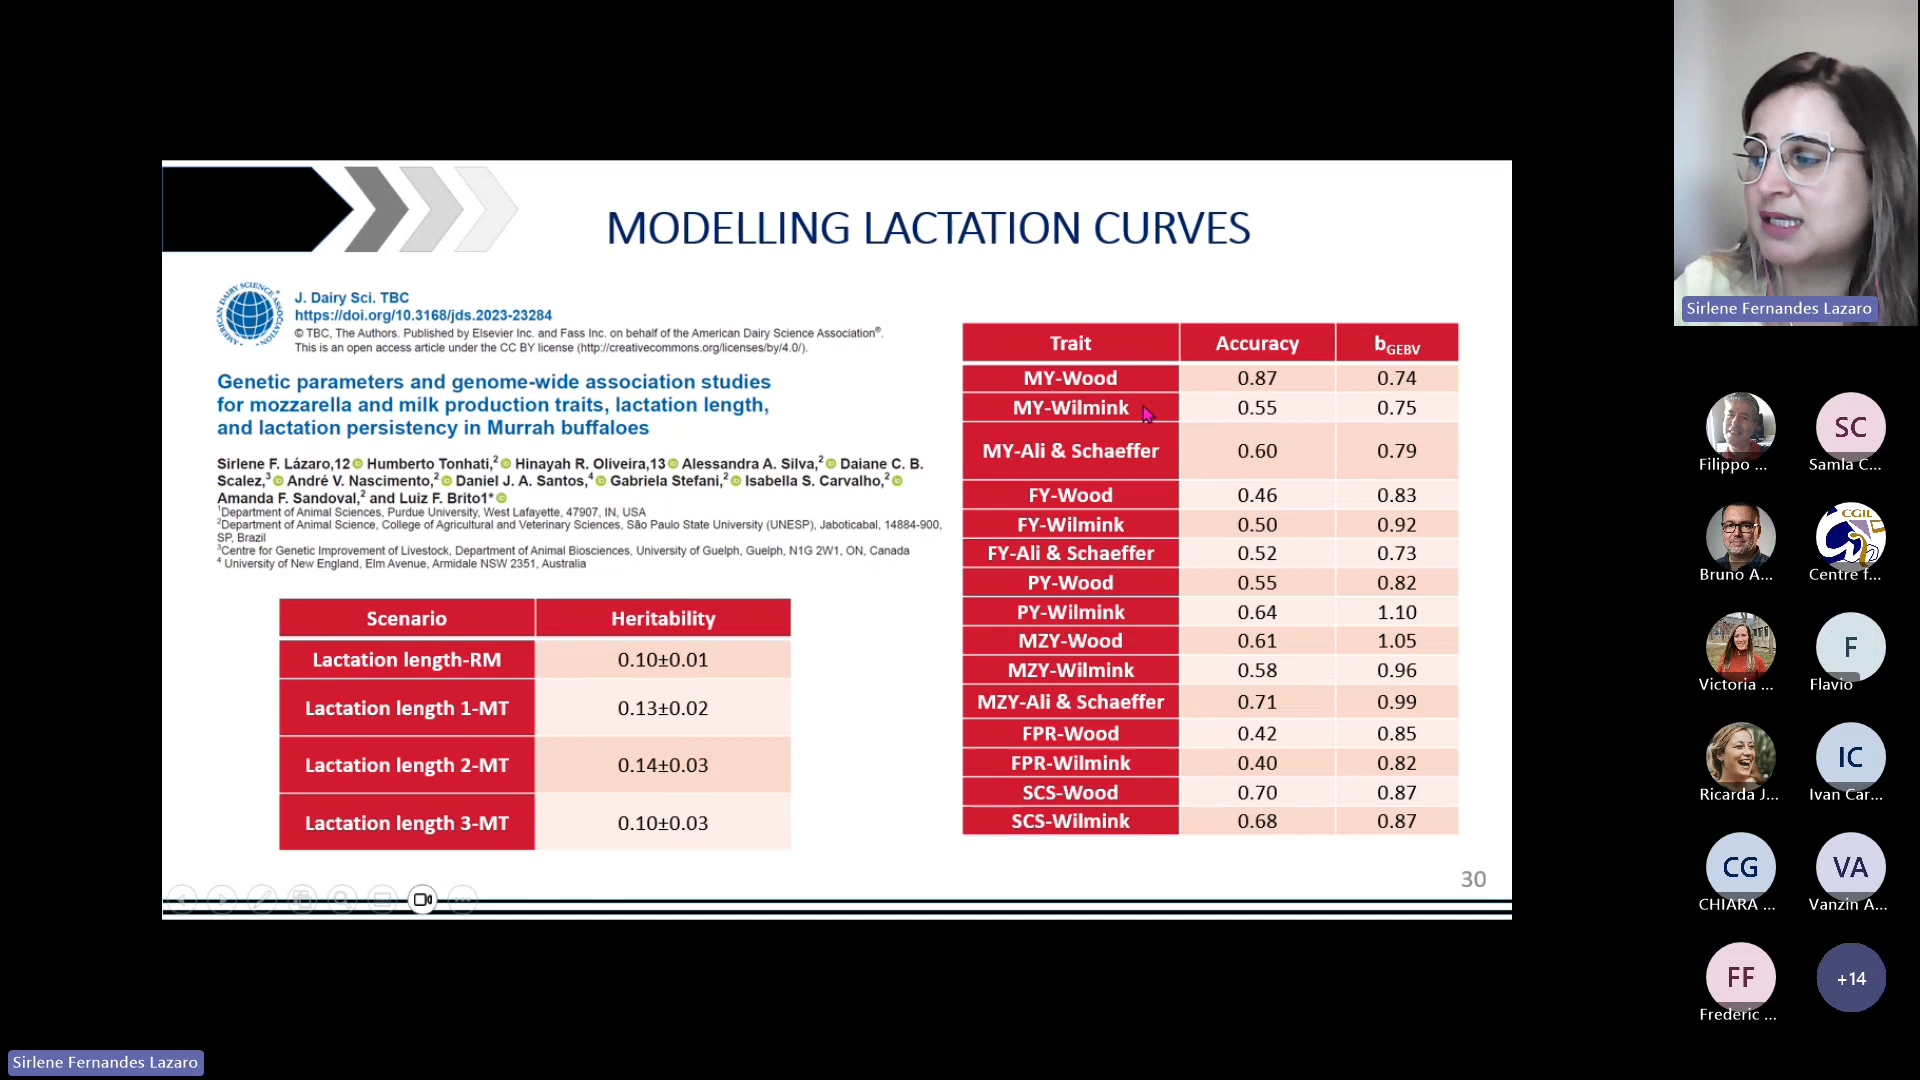 MODELLING LACTATION CURVES
J. Dairy Sci. TBC
https://doi.org/10.3168/jds.2023-23284
© TBC, The Authors. Published by Elsevier Inc. and Fass Inc. on behalf of the American Dairy Science Association®.
This is an open access article under the CC BY license (http://creativecommons.org/licenses/by/4.0/).
Genetic parameters and genome-wide association studies
for mozzarella and milk production traits, lactation length,
and lactation persistency in Murrah buffaloes
Sirlene F. Lázaro,12 Humberto Tonhati,2 Hinayah R. Oliveira,13 Alessandra A. Silva,2 Daiane C. B.
Scalez,3 André V. Nascimento,2 Daniel J. A. Santos,4 Gabriela Stefani,2 Isabella S. Carvalho,2
Amanda F. Sandoval,2 and Luiz F. Brito1*
1Department of Animal Sciences, Purdue University, West Lafayette, 47907, IN, USA
2Department of Animal Science, College of Agricultural and Veterinary Sciences, São Paulo State University (UNESP), Jaboticabal, 14884-900,
SP, Brazil
3Centre for Genetic Improvement of Livestock, Department of Animal Biosciences, University of Guelph, Guelph, N1G 2W1, ON, Canada
4 University of New England, Elm Avenue, Armidale NSW 2351, Australia
Scenario Heritability
Lactation length-RM 0.10±0.01
Lactation length 1-MT 0.13±0.02
Lactation length 2-MT 0.14±0.03
Lactation length 3-MT 0.10±0.03
Trait Accuracy bGEBV
MY-Wood 0.87 0.74
MY-Wilmink 0.55 0.75
MY-Ali & Schaeffer 0.60 0.79
FY-Wood 0.46 0.83
FY-Wilmink 0.50 0.92
FY-Ali & Schaeffer 0.52 0.73
PY-Wood 0.55 0.82
PY-Wilmink 0.64 1.10
MZY-Wood 0.61 1.05
MZY-Wilmink 0.58 0.96
MZY-Ali & Schaeffer 0.71 0.99
FPR-Wood 0.42 0.85
FPR-Wilmink 0.40 0.82
SCS-Wood 0.70 0.87
SCS-Wilmink 0.68 0.87
30
Sirlene Fernandes Lazaro
Filippo ...
SC
Samla C...
Bruno A...
CGIL
Centre f...
Victoria ...
F
Flavio
Ricarda J...
IC
Ivan Car...
CG
CHIARA ...
VA
Vanzin A...
FF
Frederic ...
+14
Sirlene Fernandes Lazaro